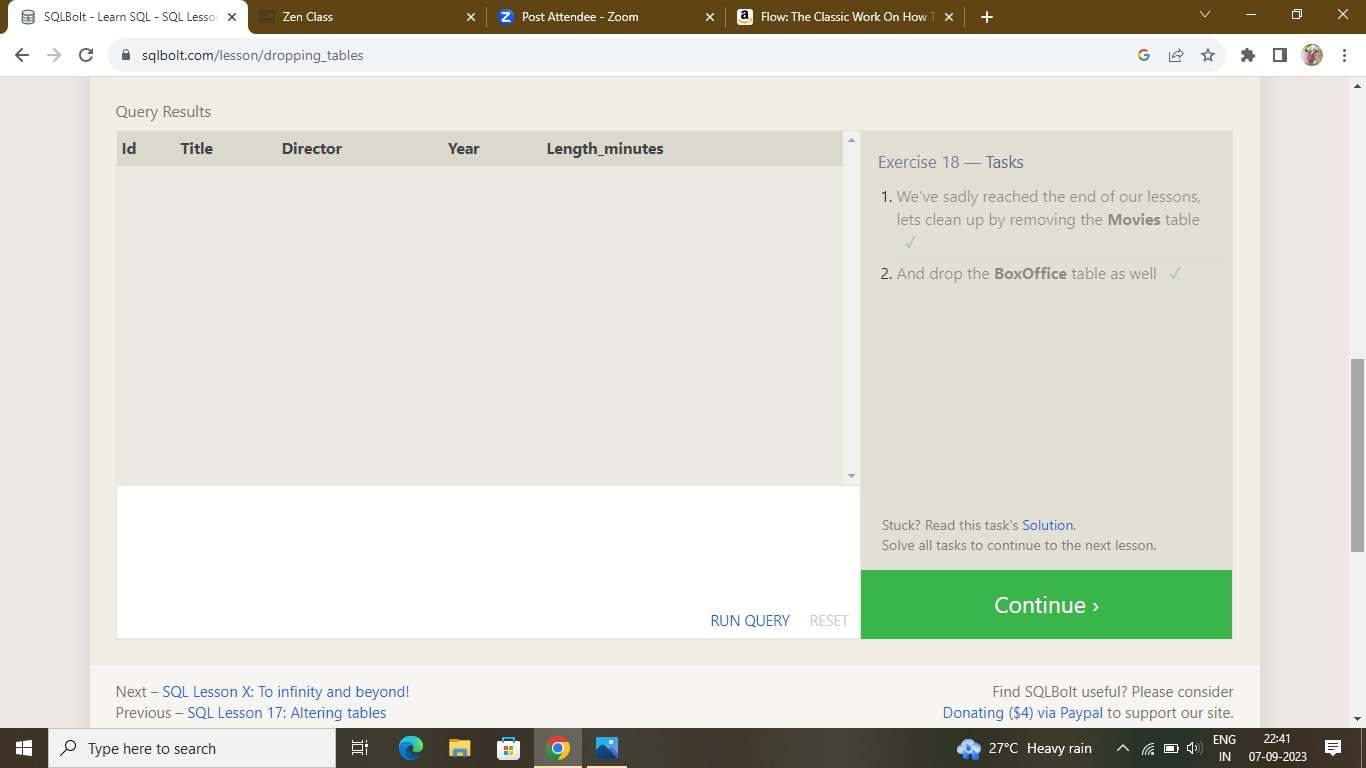 SQLBolt - Learn SQL - SQL Lesson
Zen Class
Post Attendee - Zoom
Flow: The Classic Work On How T
sqlbolt.com/lesson/dropping_tables
Query Results
Id Title Director Year Length_minutes
Exercise 18 — Tasks
1. We've sadly reached the end of our lessons,
lets clean up by removing the Movies table
✓
2. And drop the BoxOffice table as well ✓
Stuck? Read this task's Solution.
Solve all tasks to continue to the next lesson.
RUN QUERY RESET
Continue ›
Next – SQL Lesson X: To infinity and beyond!
Previous – SQL Lesson 17: Altering tables
Find SQLBolt useful? Please consider
Donating ($4) via Paypal to support our site.
Type here to search
27°C Heavy rain
ENG
IN
22:41
07-09-2023